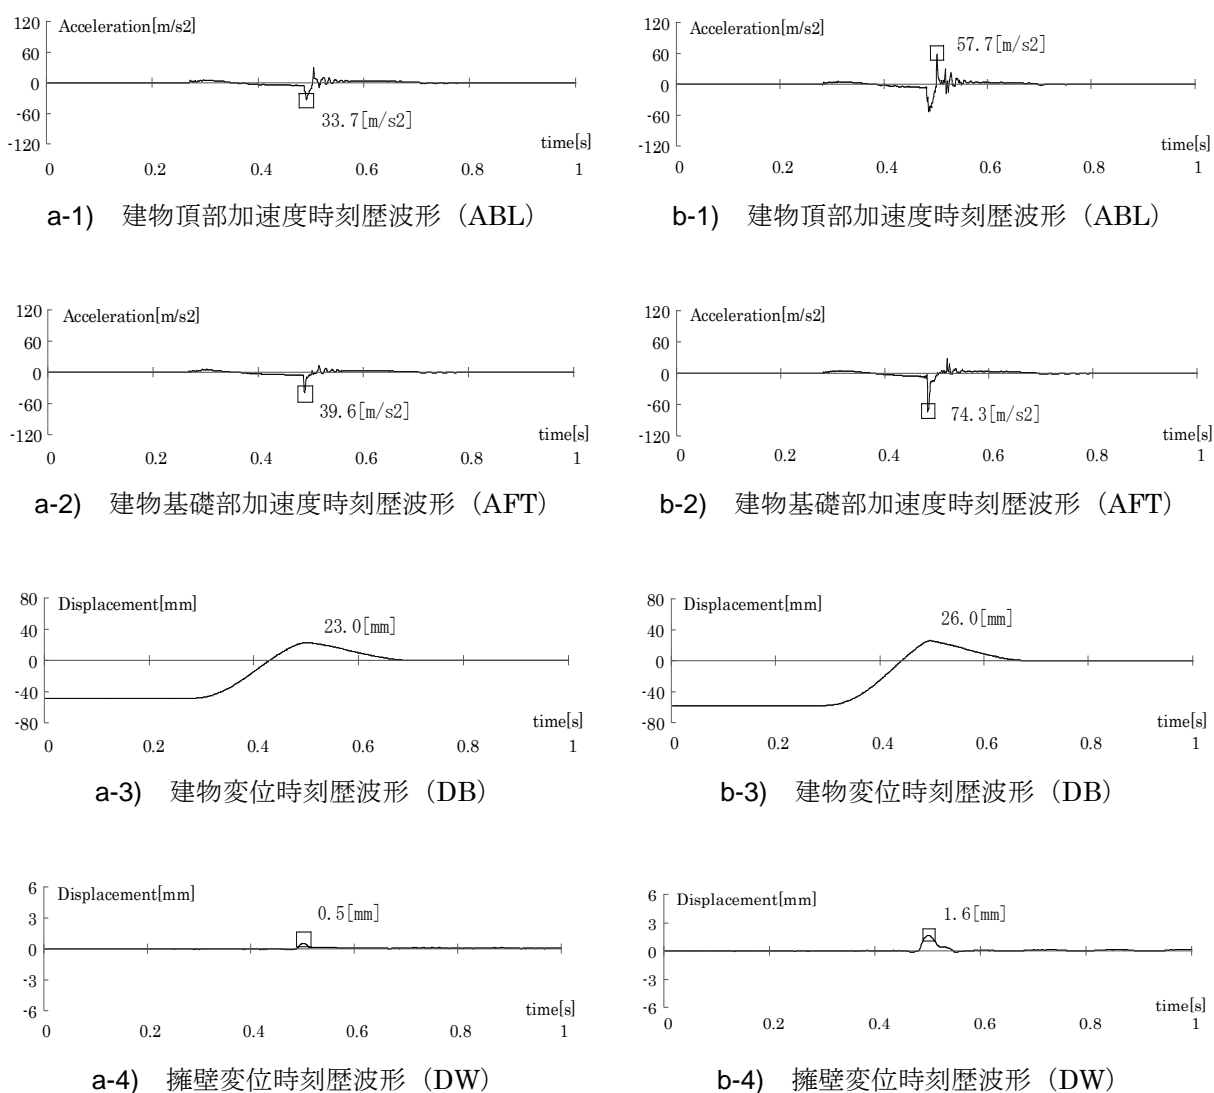 120 Acceleration[m/s2]
60
0
33.7[m/s2]
-60
-120
time[s]
0 0.2 0.4 0.6 0.8 1
a-1) 建物頂部加速度時刻歴波形（ABL）
120 Acceleration[m/s2]
57.7[m/s2]
60
0
-60
-120
time[s]
0 0.2 0.4 0.6 0.8 1
b-1) 建物頂部加速度時刻歴波形（ABL）
120 Acceleration[m/s2]
60
0
-60
39.6[m/s2]
-120
time[s]
0 0.2 0.4 0.6 0.8 1
a-2) 建物基礎部加速度時刻歴波形（AFT）
120 Acceleration[m/s2]
60
0
-60
74.3[m/s2]
-120
time[s]
0 0.2 0.4 0.6 0.8 1
b-2) 建物基礎部加速度時刻歴波形（AFT）
80 Displacement[mm]
23.0[mm]
40
0
-40
-80
time[s]
0 0.2 0.4 0.6 0.8 1
a-3) 建物変位時刻歴波形（DB）
80 Displacement[mm]
26.0[mm]
40
0
-40
-80
time[s]
0 0.2 0.4 0.6 0.8 1
b-3) 建物変位時刻歴波形（DB）
6 Displacement[mm]
0.5[mm]
3
0
-3
-6
time[s]
0 0.2 0.4 0.6 0.8 1
a-4) 擁壁変位時刻歴波形（DW）
6 Displacement[mm]
1.6[mm]
3
0
-3
-6
time[s]
0 0.2 0.4 0.6 0.8 1
b-4) 擁壁変位時刻歴波形（DW）